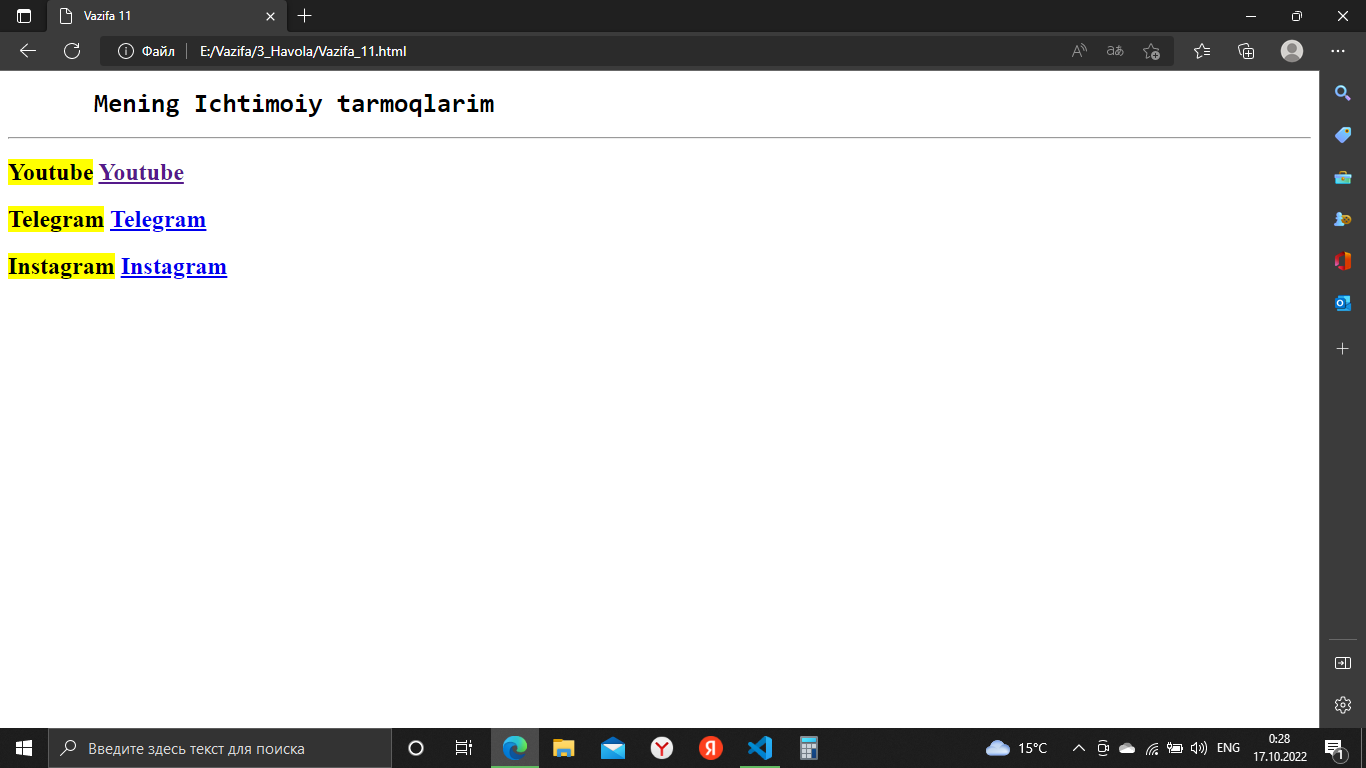 Vazifa 11
Файл E:/Vazifa/3_Havola/Vazifa_11.html
Mening Ichtimoiy tarmoqlarim
Youtube Youtube
Telegram Telegram
Instagram Instagram
Введите здесь текст для поиска
15°C
ENG
0:28
17.10.2022
1